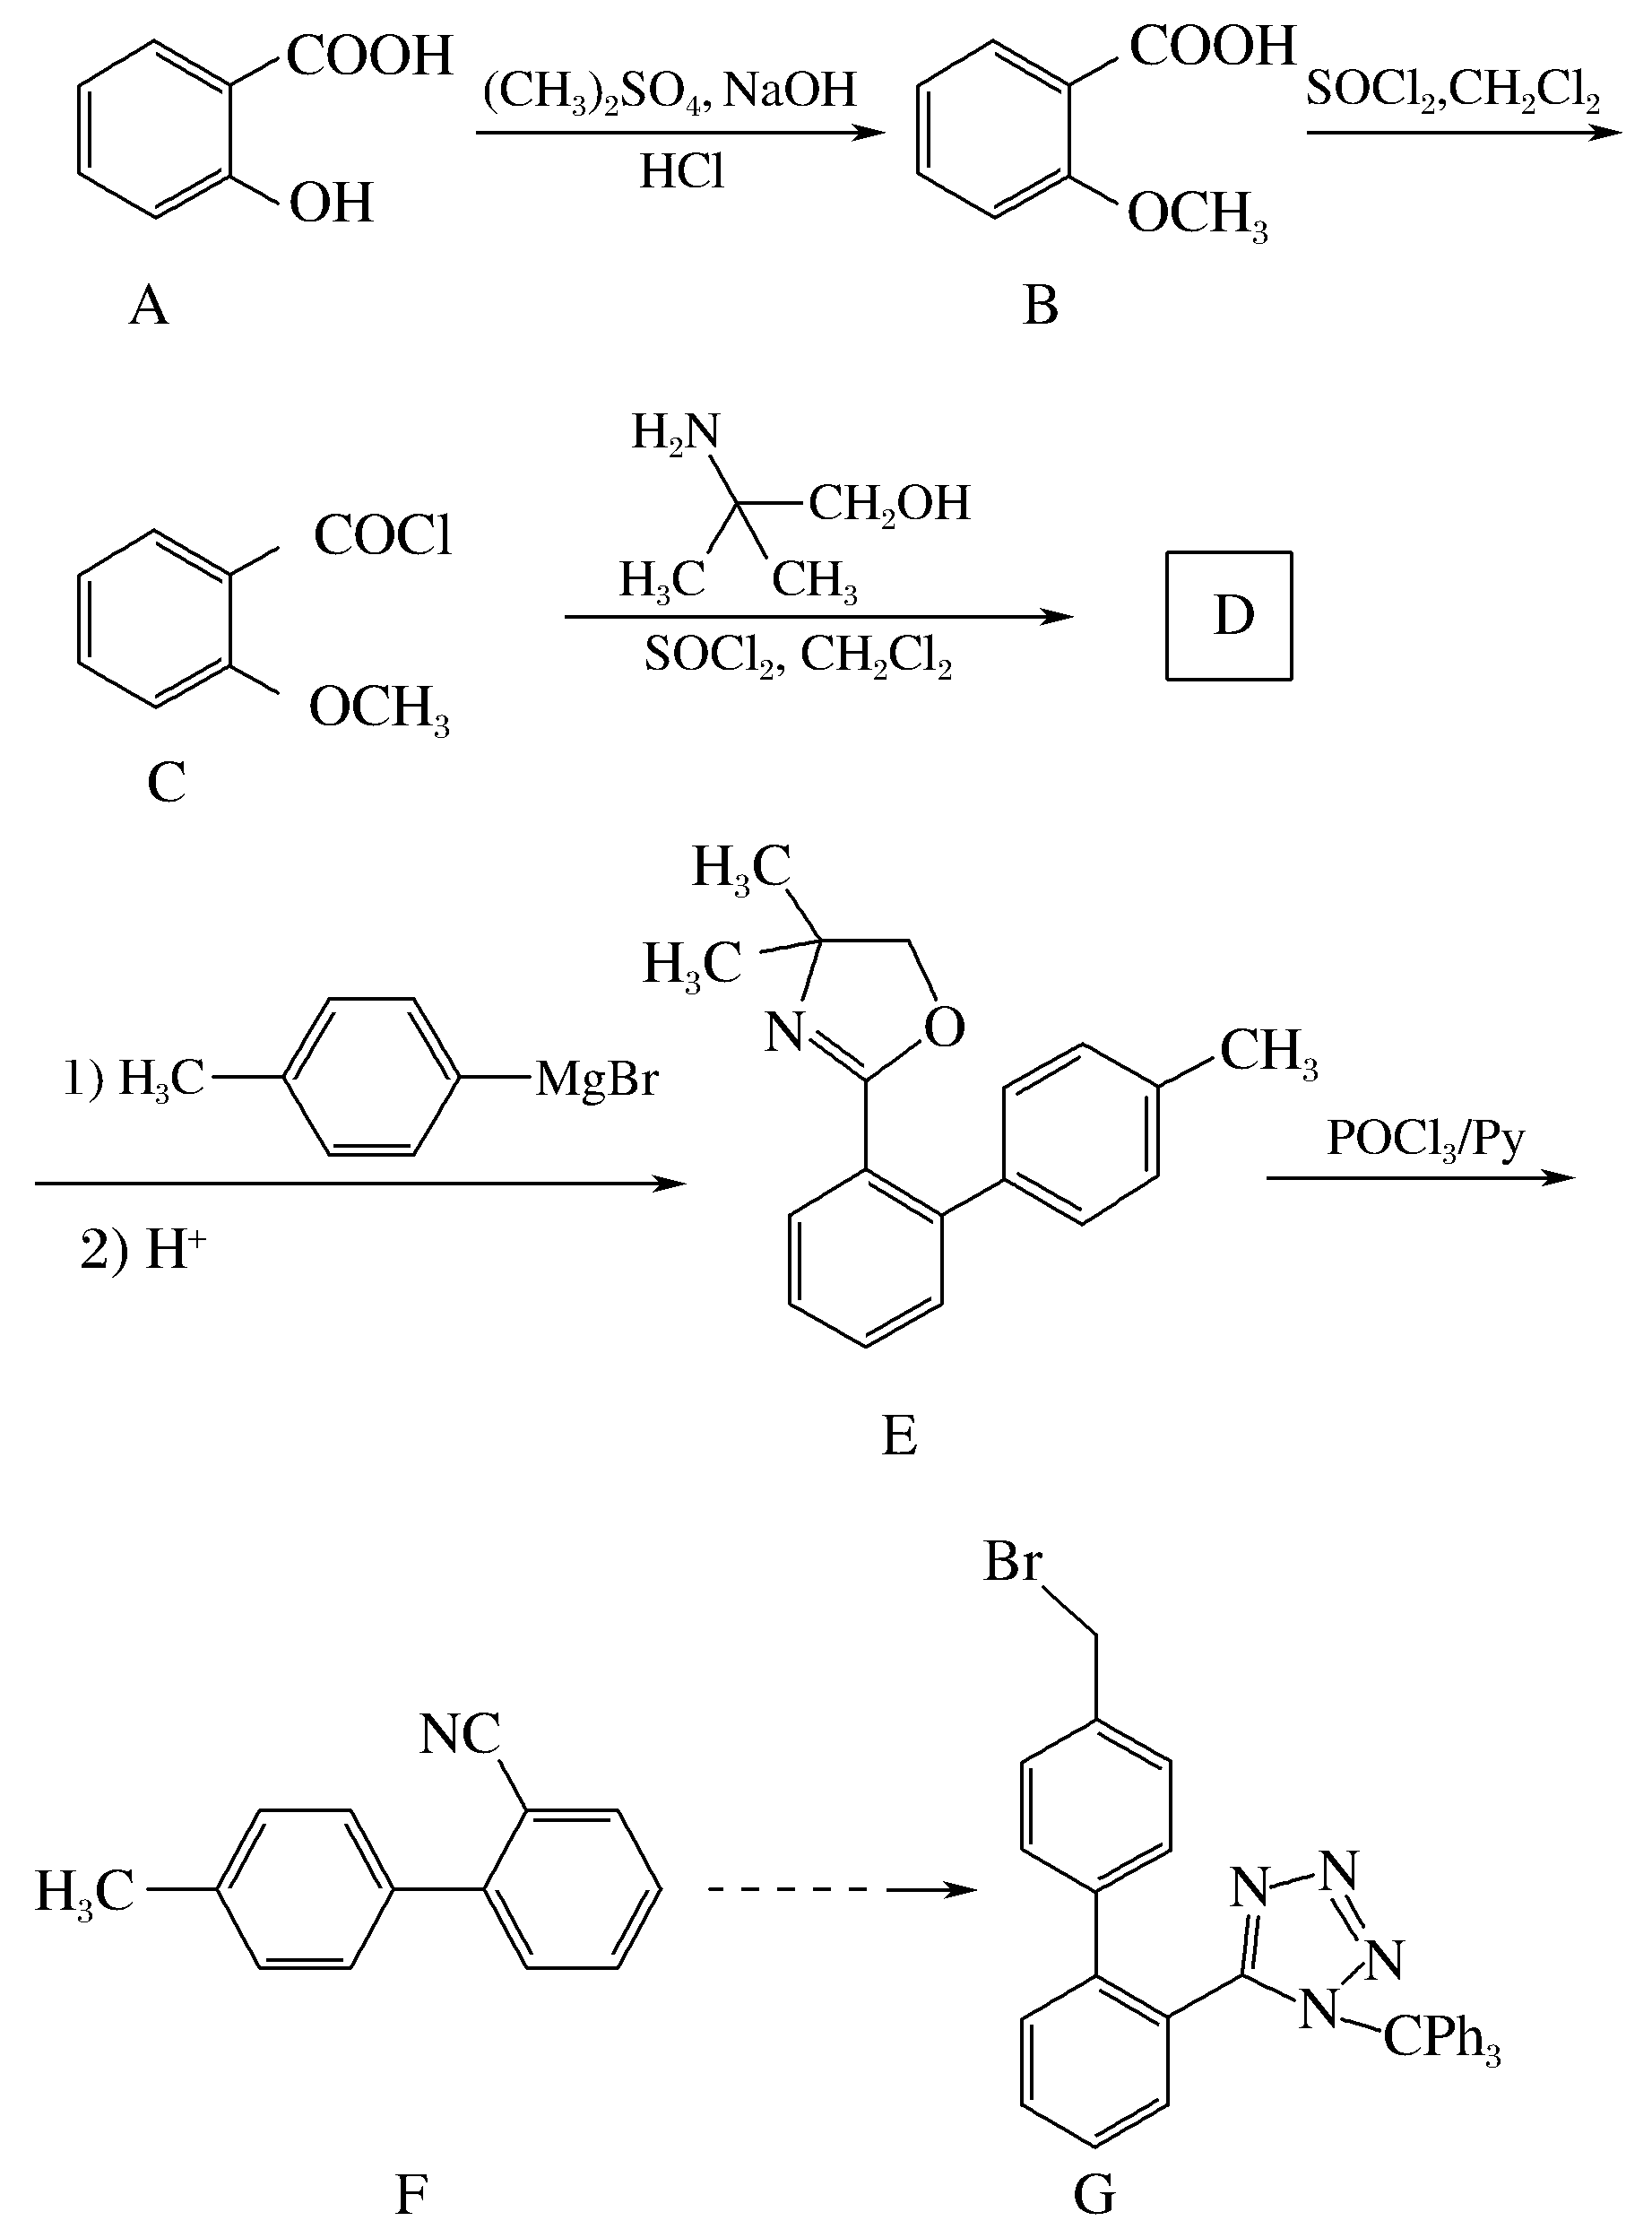 COOH
OH
A
(CH₃)₂SO₄, NaOH
HCl
COOH
OCH₃
B
SOCl₂,CH₂Cl₂
COCl
OCH₃
C
H₂N
CH₂OH
H₃C
CH₃
SOCl₂, CH₂Cl₂
D
1) H₃C
MgBr
2) H⁺
H₃C
H₃C
N
O
CH₃
E
POCl₃/Py
NC
H₃C
F
Br
N
N
N
N
CPh₃
G